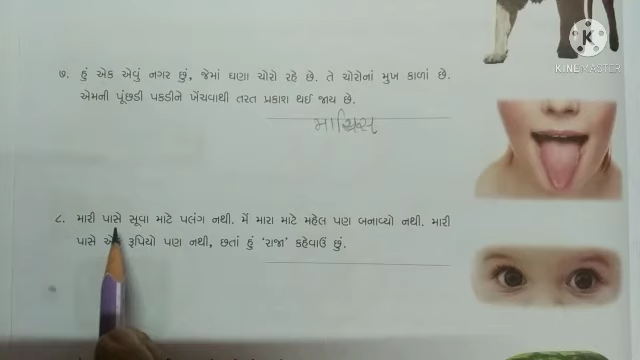 KINEMASTER
૭. હું એક એવું નગર છું, જેમાં ઘણા ચોરો રહે છે. તે ચોરોનાં મુખ કાળાં છે.
એમની પૂંછડી પકડીને ખેંચવાથી તરત પ્રકાશ થઈ જાય છે.
માચિસ
૮. મારી પાસે સૂવા માટે પલંગ નથી. મેં મારા માટે મહેલ પણ બનાવ્યો નથી. મારી
પાસે રૂપિયો પણ નથી, છતાં હું ‘રાજા’ કહેવાઉં છું.